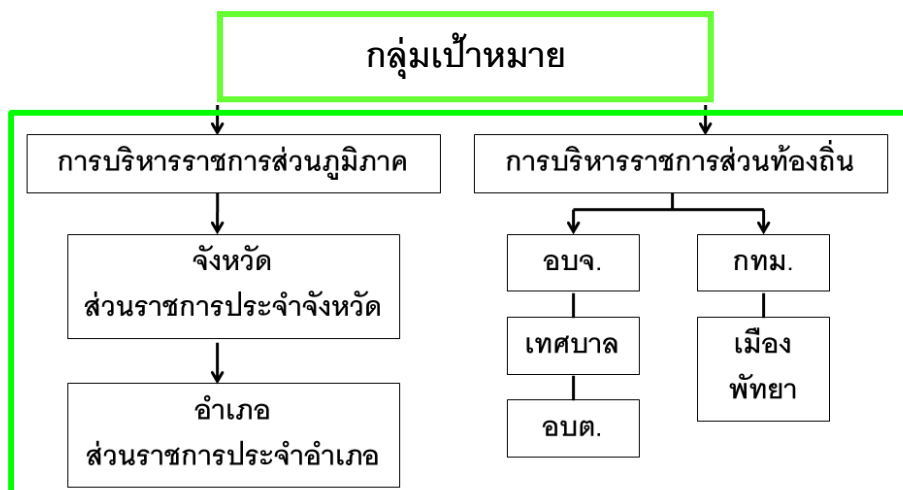 กลุ่มเป้าหมาย
การบริหารราชการส่วนภูมิภาค
การบริหารราชการส่วนท้องถิ่น
จังหวัด
ส่วนราชการประจำจังหวัด
อำเภอ
ส่วนราชการประจำอำเภอ
อบจ.
เทศบาล
อบต.
กทม.
เมือง
พัทยา